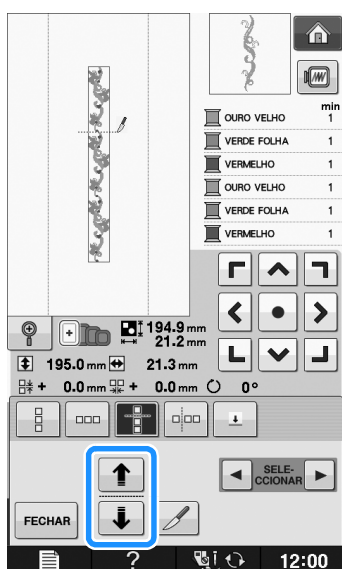 min
OURO VELHO 1
VERDE FOLHA 1
VERMELHO 1
OURO VELHO 1
VERDE FOLHA 1
VERMELHO 1
194.9 mm
21.2 mm
195.0 mm 21.3 mm
+ 0.0 mm + 0.0 mm 0°
SELE-
CCIONAR
FECHAR
? 12:00